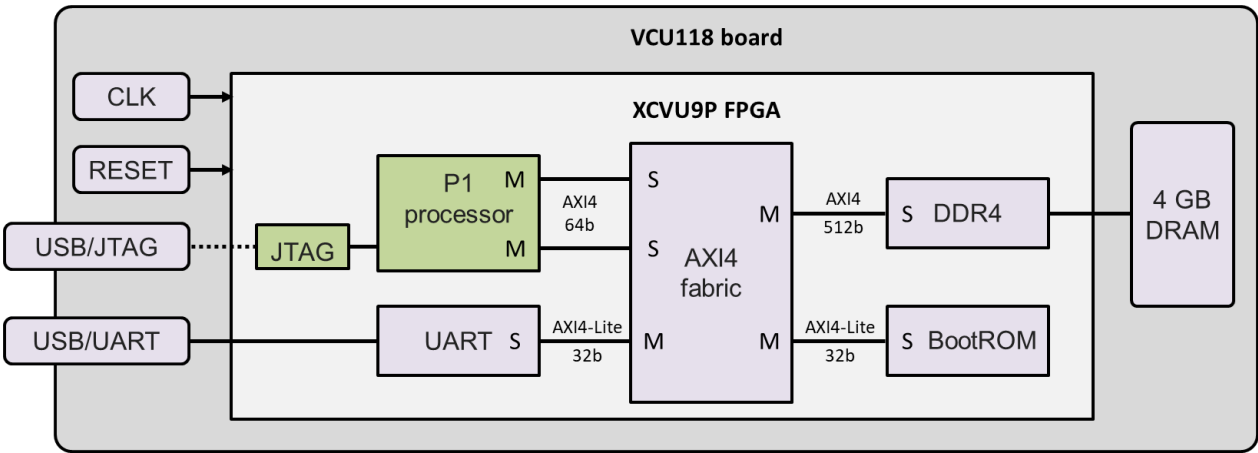 VCU118 board
CLK
XCVU9P FPGA
RESET
P1
processor
M
M
AXI4
64b
S
S
AXI4
fabric
M
M
M
AXI4
512b
S DDR4
4 GB
DRAM
USB/JTAG
JTAG
USB/UART
UART S
AXI4-Lite
32b
AXI4-Lite
32b
S BootROM